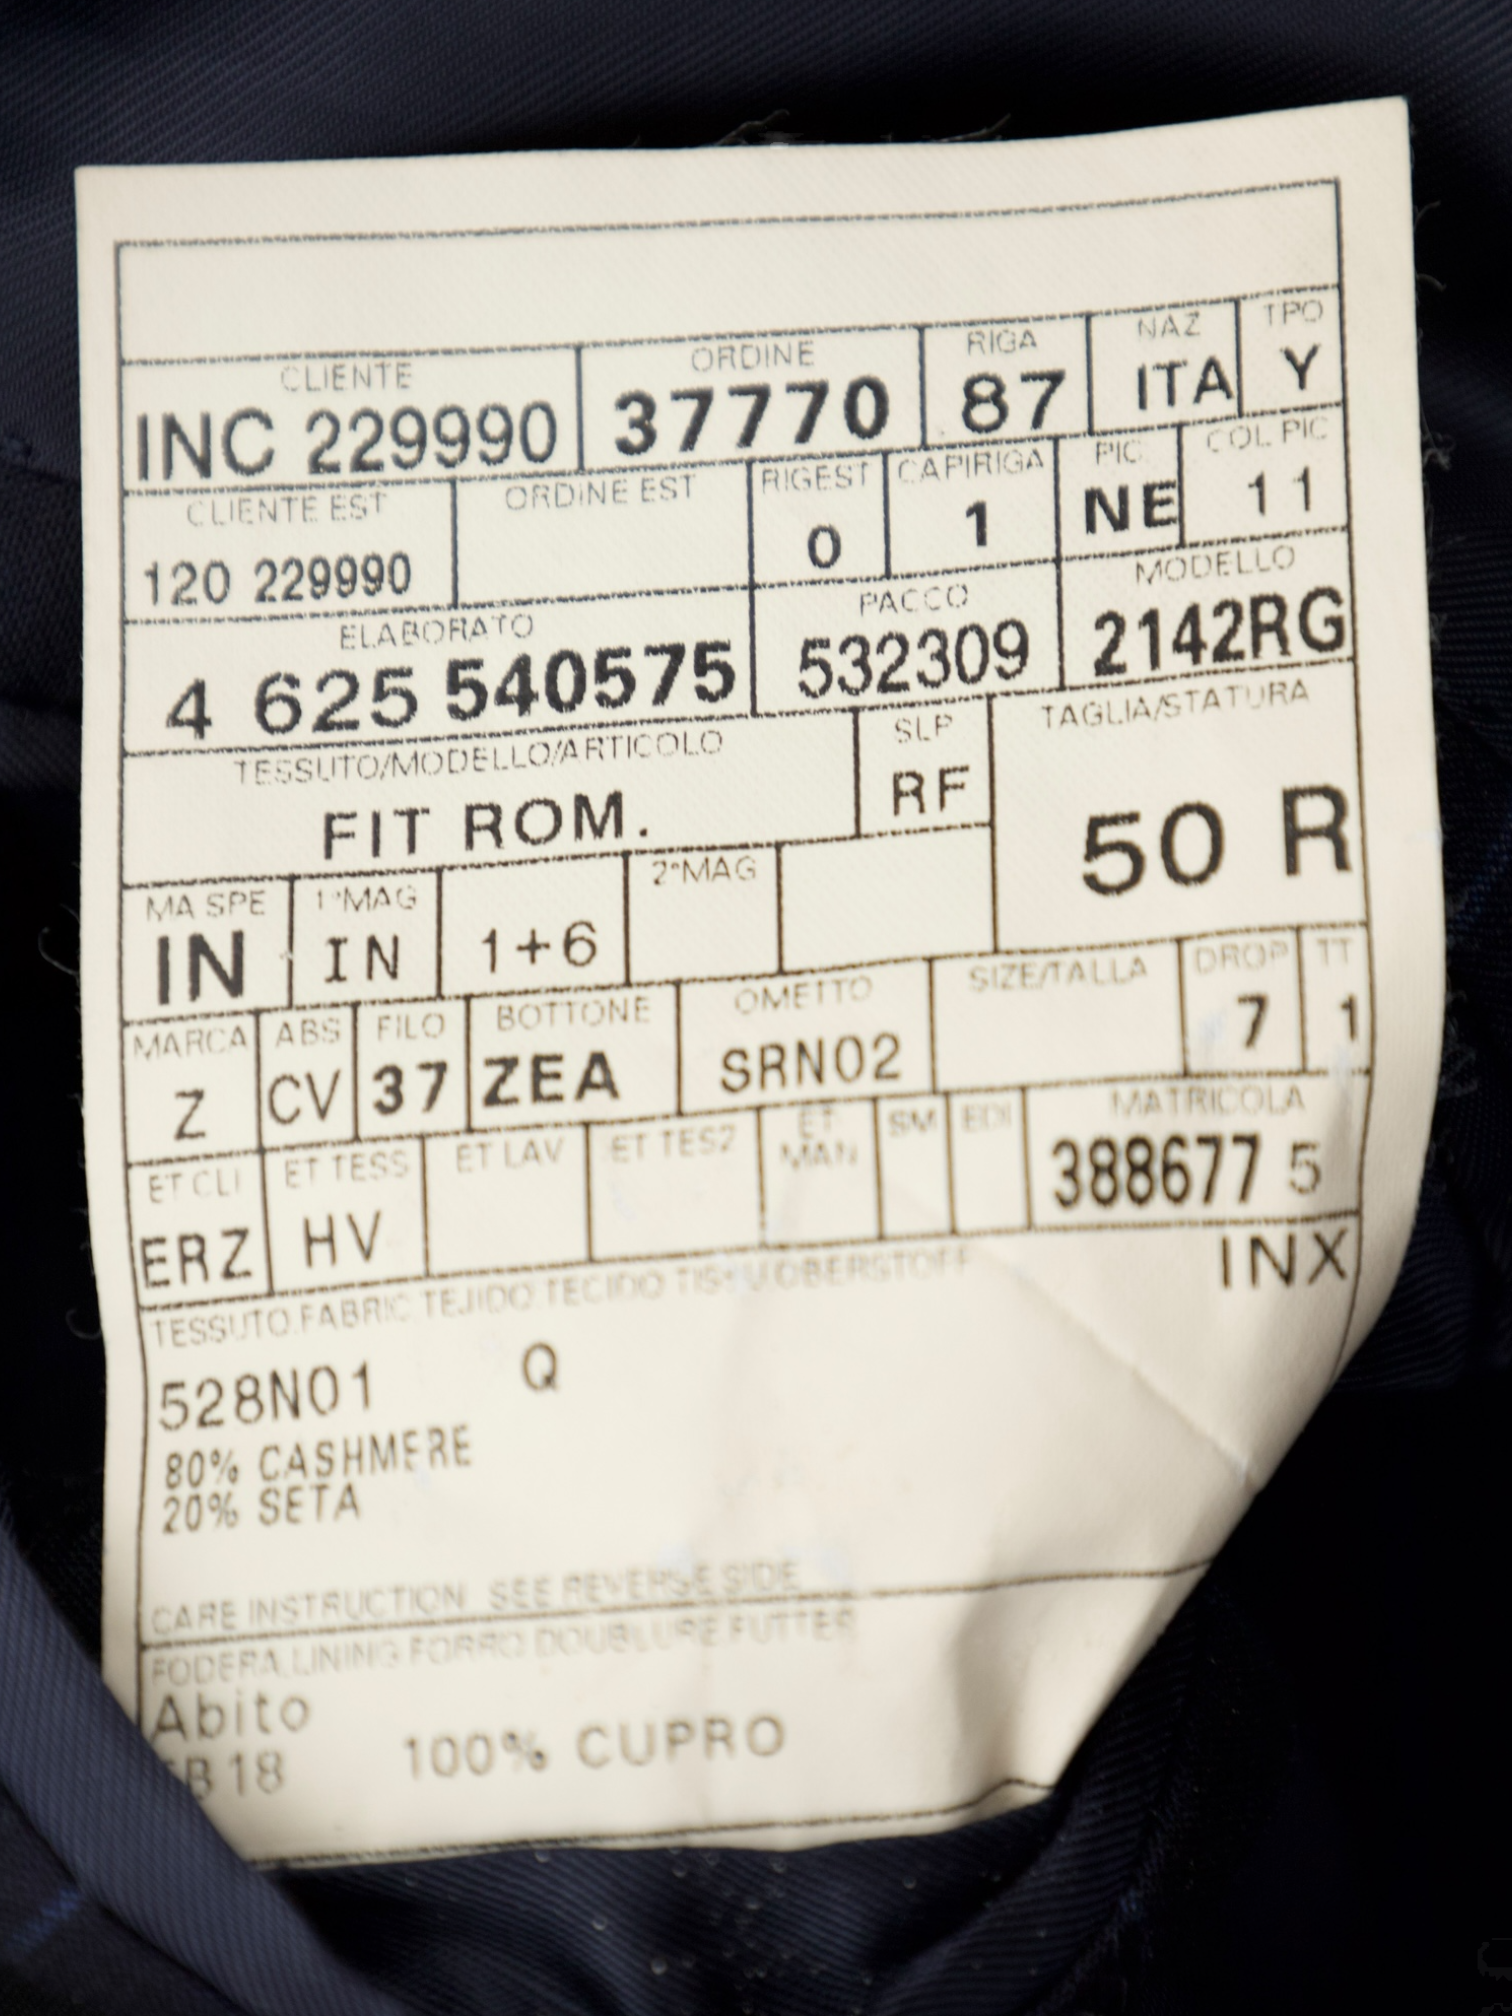 CLIENTE ORDINE RIGA NAZ TPO
INC 229990 37770 87 ITA Y
CLIENTE EST ORDINE EST RIGEST CAPIRIGA PIC COL PIC
120 229990 0 1 NE 11
ELABORATO PACCO MODELLO
4 625 540575 532309 2142RG
TESSUTO/MODELLO/ARTICOLO SLP TAGLIA/STATURA
FIT ROM. RF 50 R
MA SPE 1°MAG 2°MAG
IN IN 1+6
MARCA ABS FILO BOTTONE OMETTO SIZE/TALLA DROP TT
Z CV 37 ZEA SRN02 7 1
ET CLI ET TESS ET LAV ET TES2 ET MAN SM EDI MATRICOLA
ERZ HV 388677 5
TESSUTO.FABRIC.TEJIDO.TECIDO TISSU.OBERSTOFF INX
528N01 Q
80% CASHMERE
20% SETA
CARE INSTRUCTION SEE REVERSE SIDE
FODERA.LINING FORRO DOUBLURE.FUTTER
Abito
B18 100% CUPRO